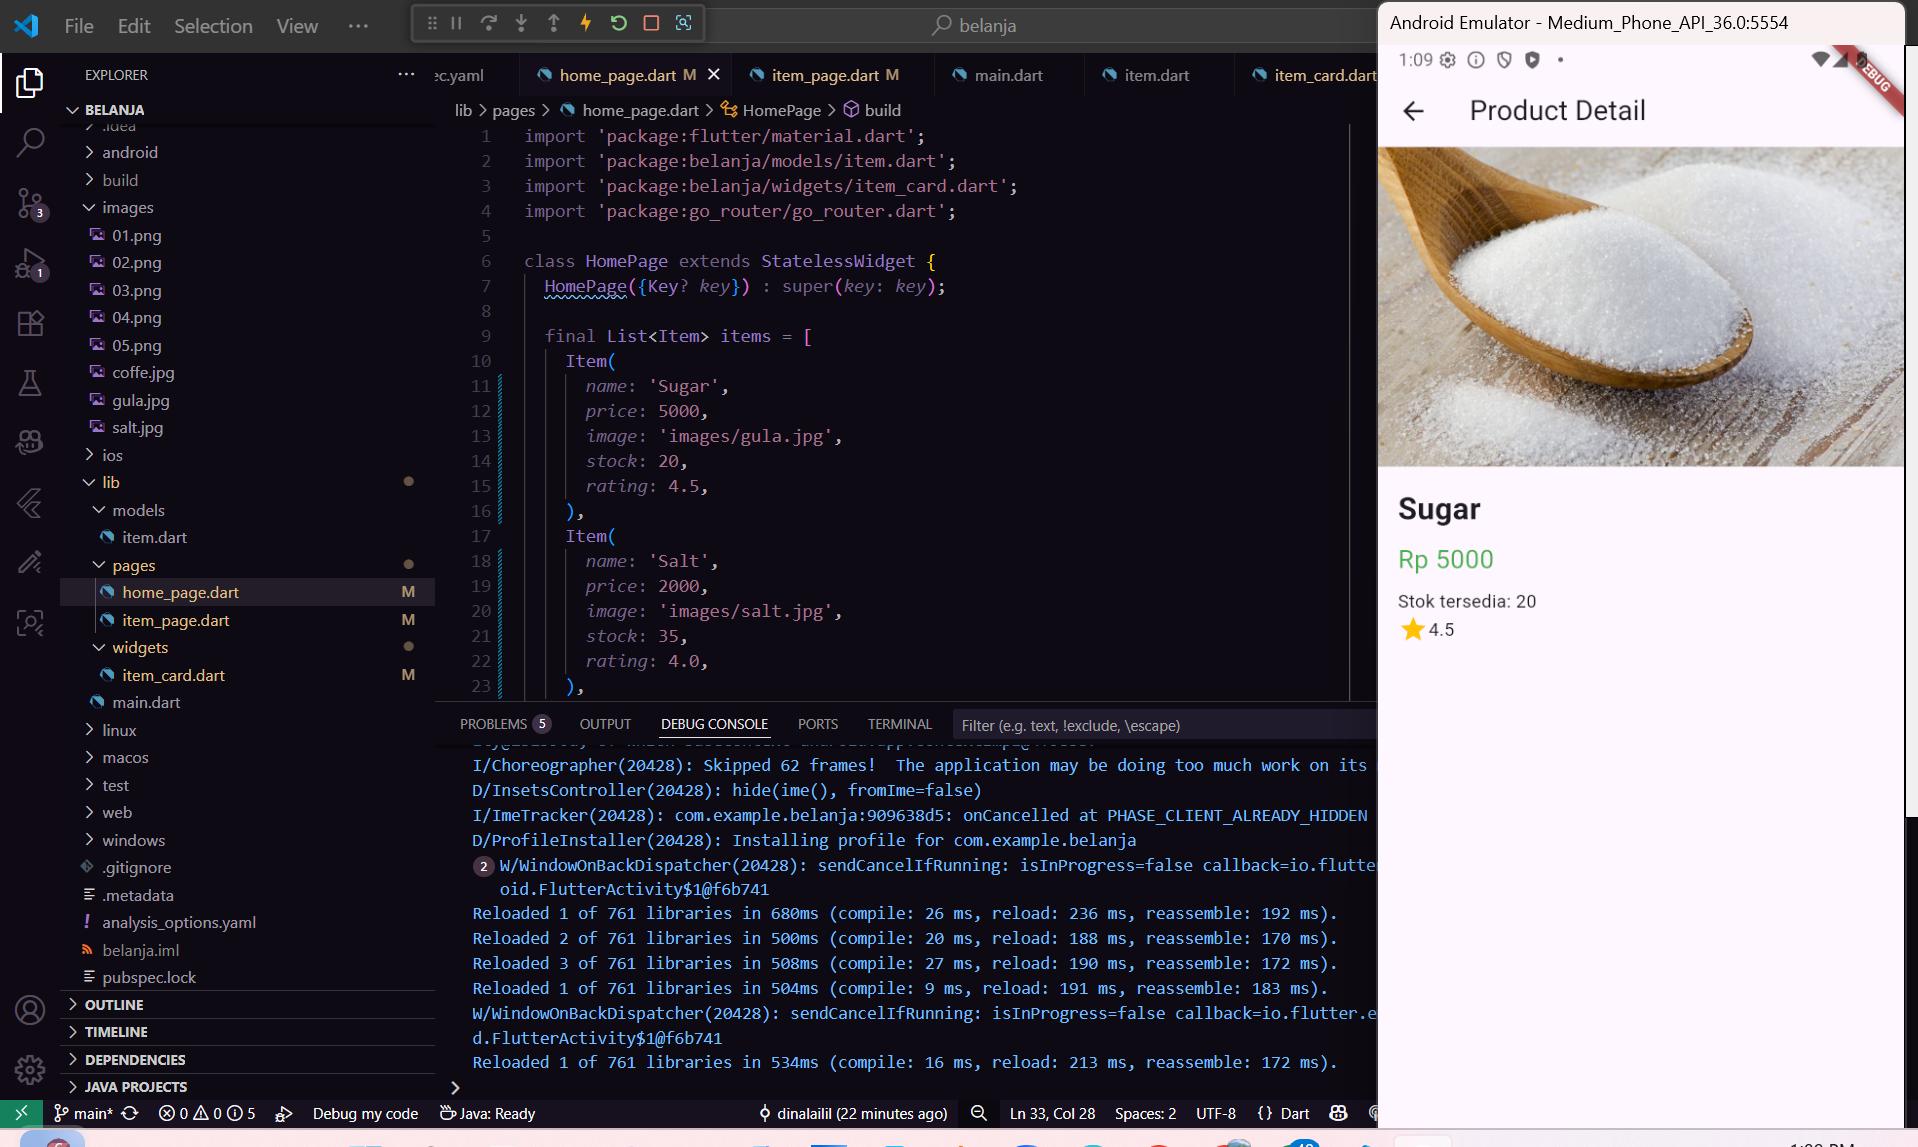 File Edit Selection View
belanja
EXPLORER
BELANJA
.idea
android
build
images
01.png
02.png
03.png
04.png
05.png
coffe.jpg
gula.jpg
salt.jpg
ios
lib
models
item.dart
pages
home_page.dart M
item_page.dart M
widgets
item_card.dart M
main.dart
linux
macos
test
web
windows
.gitignore
.metadata
analysis_options.yaml
belanja.iml
pubspec.lock
OUTLINE
TIMELINE
DEPENDENCIES
JAVA PROJECTS
3
1
ec.yaml home_page.dart M item_page.dart M main.dart item.dart item_card.dart
lib > pages > home_page.dart > HomePage > build
1 import 'package:flutter/material.dart';
2 import 'package:belanja/models/item.dart';
3 import 'package:belanja/widgets/item_card.dart';
4 import 'package:go_router/go_router.dart';
5
6 class HomePage extends StatelessWidget {
7 HomePage({Key? key}) : super(key: key);
8
9 final List<Item> items = [
10 Item(
11 name: 'Sugar',
12 price: 5000,
13 image: 'images/gula.jpg',
14 stock: 20,
15 rating: 4.5,
16 ),
17 Item(
18 name: 'Salt',
19 price: 2000,
20 image: 'images/salt.jpg',
21 stock: 35,
22 rating: 4.0,
23 ),
PROBLEMS 5 OUTPUT DEBUG CONSOLE PORTS TERMINAL Filter (e.g. text, !exclude, \escape)
I/Choreographer(20428): Skipped 62 frames!  The application may be doing too much work on its
D/InsetsController(20428): hide(ime(), fromIme=false)
I/ImeTracker(20428): com.example.belanja:909638d5: onCancelled at PHASE_CLIENT_ALREADY_HIDDEN
D/ProfileInstaller(20428): Installing profile for com.example.belanja
2 W/WindowOnBackDispatcher(20428): sendCancelIfRunning: isInProgress=false callback=io.flutte
oid.FlutterActivity$1@f6b741
Reloaded 1 of 761 libraries in 680ms (compile: 26 ms, reload: 236 ms, reassemble: 192 ms).
Reloaded 2 of 761 libraries in 500ms (compile: 20 ms, reload: 188 ms, reassemble: 170 ms).
Reloaded 3 of 761 libraries in 508ms (compile: 27 ms, reload: 190 ms, reassemble: 172 ms).
Reloaded 1 of 761 libraries in 504ms (compile: 9 ms, reload: 191 ms, reassemble: 183 ms).
W/WindowOnBackDispatcher(20428): sendCancelIfRunning: isInProgress=false callback=io.flutter.e
d.FlutterActivity$1@f6b741
Reloaded 1 of 761 libraries in 534ms (compile: 16 ms, reload: 213 ms, reassemble: 172 ms).
main* 0 0 5 Debug my code Java: Ready dinalailil (22 minutes ago) Ln 33, Col 28 Spaces: 2 UTF-8 {} Dart
Android Emulator - Medium_Phone_API_36.0:5554
1:09
DEBUG
Product Detail
Sugar
Rp 5000
Stok tersedia: 20
4.5